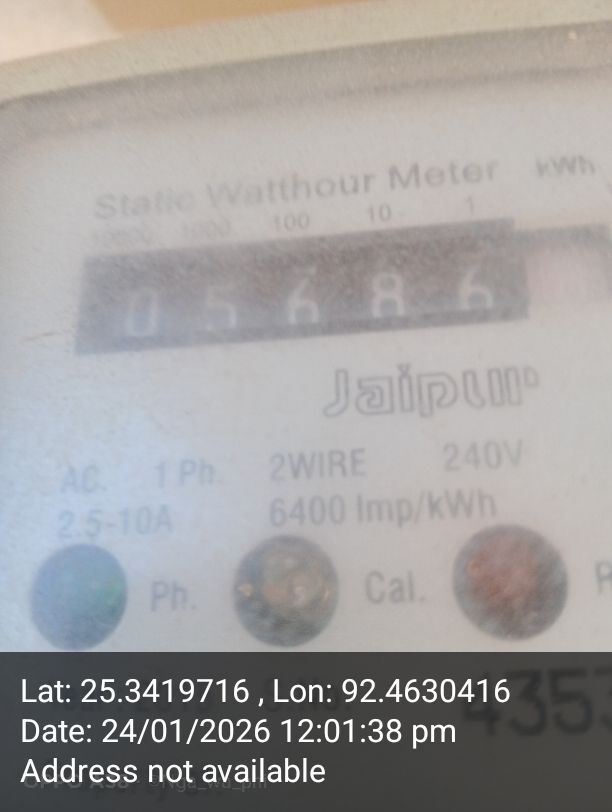 Static Watthour Meter kWh
10000 1000 100 10 1
0 5 6 8 6
Jaipur
AC. 1 Ph. 2WIRE 240V
2.5-10A 6400 Imp/kWh
Ph. Cal.
Lat: 25.3419716 , Lon: 92.4630416
Date: 24/01/2026 12:01:38 pm
Address not available